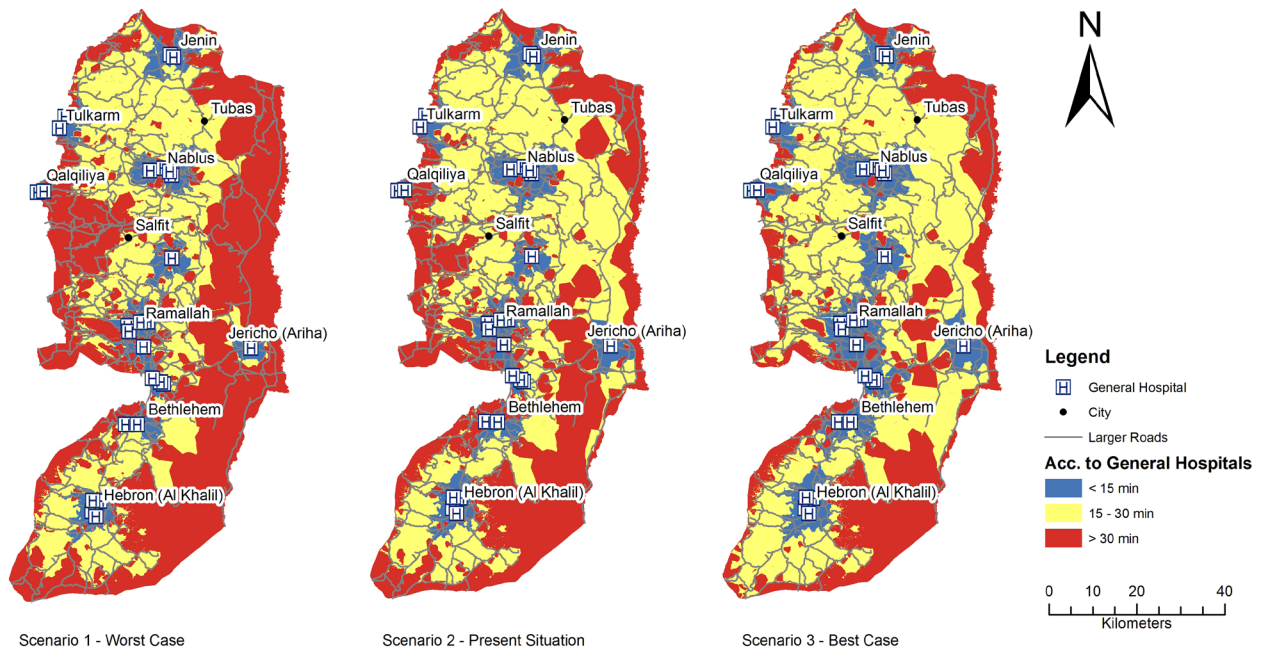 Jenin
Tubas
Tulkarm
Nablus
Qalqiliya
Salfit
Ramallah
Jericho (Ariha)
Bethlehem
Hebron (Al Khalil)
Scenario 1 - Worst Case
Jenin
Tubas
Tulkarm
Nablus
Qalqiliya
Salfit
Ramallah
Jericho (Ariha)
Bethlehem
Hebron (Al Khalil)
Scenario 2 - Present Situation
Jenin
Tubas
Tulkarm
Nablus
Qalqiliya
Salfit
Ramallah
Jericho (Ariha)
Bethlehem
Hebron (Al Khalil)
Scenario 3 - Best Case
N
Legend
H General Hospital
City
Larger Roads
Acc. to General Hospitals
< 15 min
15 - 30 min
> 30 min
0 10 20 40
Kilometers